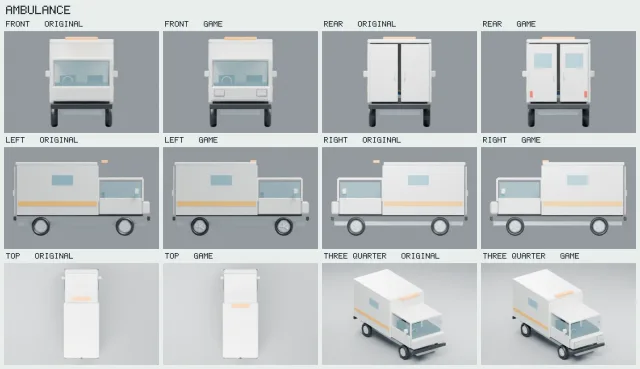 AMBULANCE
FRONT ORIGINAL
FRONT GAME
REAR ORIGINAL
REAR GAME
LEFT ORIGINAL
LEFT GAME
RIGHT ORIGINAL
RIGHT GAME
TOP ORIGINAL
TOP GAME
THREE QUARTER ORIGINAL
THREE QUARTER GAME